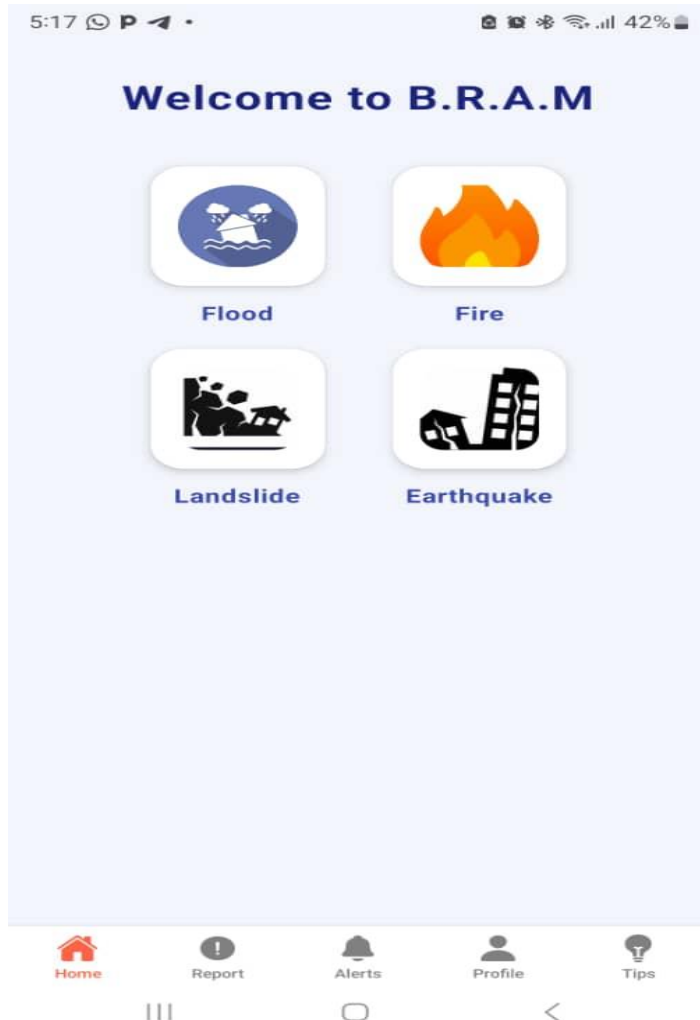 5:17 42%
Welcome to B.R.A.M
Flood Fire
Landslide Earthquake
Home Report Alerts Profile Tips